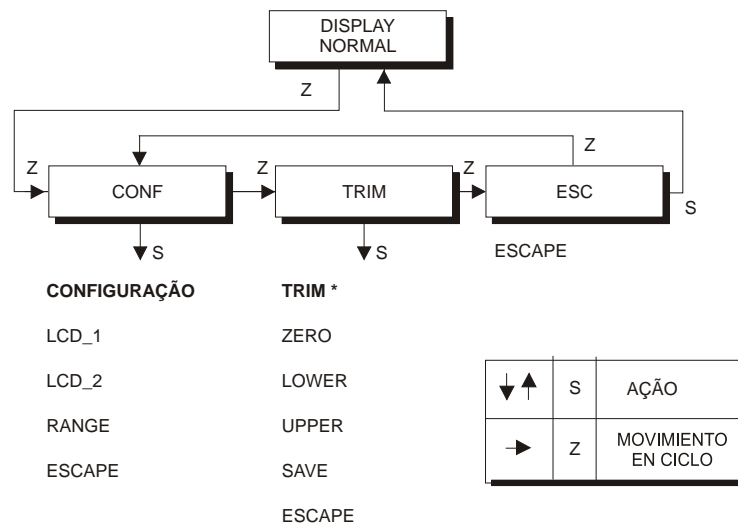 DISPLAY
NORMAL
Z
Z
Z
Z
Z
CONF
TRIM
ESC
S
S
S
ESCAPE
CONFIGURAÇÃO
LCD_1
LCD_2
RANGE
ESCAPE
TRIM *
ZERO
LOWER
UPPER
SAVE
ESCAPE
S
AÇÃO
Z
MOVIMIENTO
EN CICLO